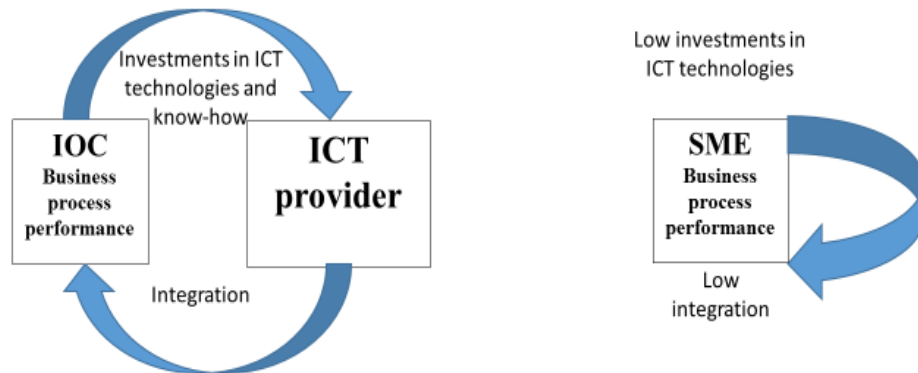 Investments in ICT
technologies and
know-how
IOC
Business
process
performance
ICT
provider
Integration
Low investments in
ICT technologies
SME
Business
process
performance
Low
integration